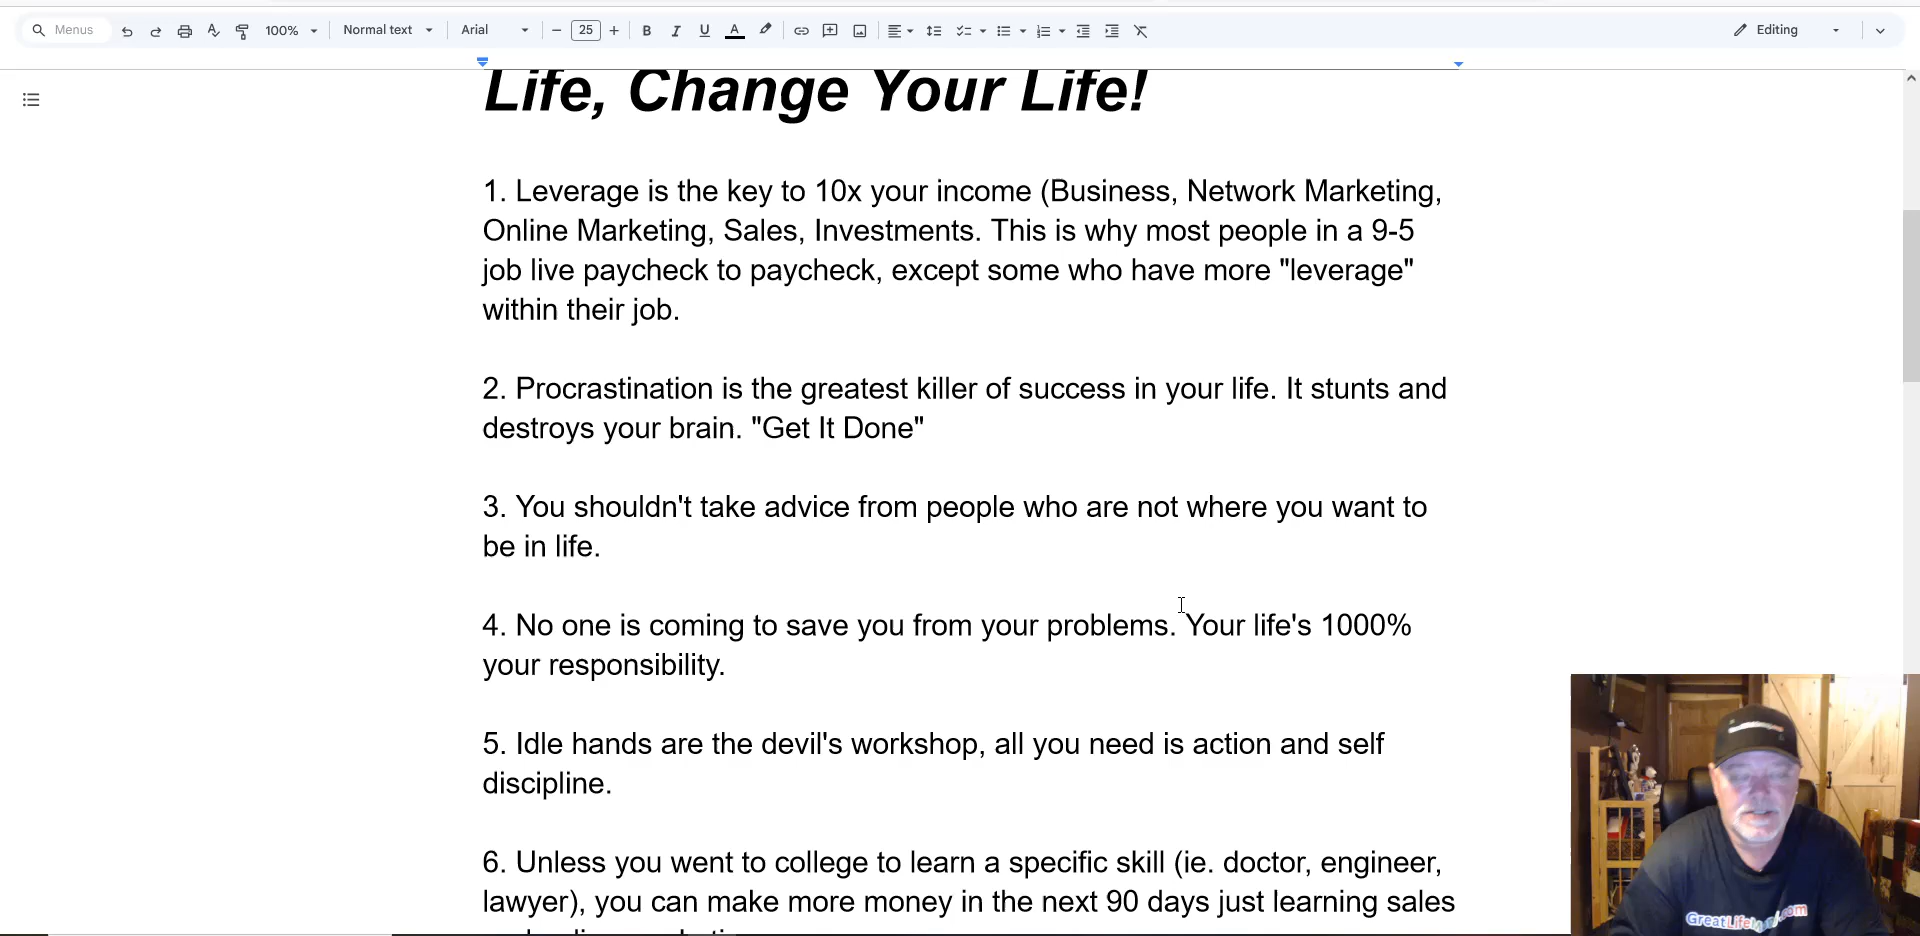 Menus 100% Normal text Arial 25 B I U A Editing
Life, Change Your Life!
1. Leverage is the key to 10x your income (Business, Network Marketing,
Online Marketing, Sales, Investments. This is why most people in a 9-5
job live paycheck to paycheck, except some who have more "leverage"
within their job.
2. Procrastination is the greatest killer of success in your life. It stunts and
destroys your brain. "Get It Done"
3. You shouldn't take advice from people who are not where you want to
be in life.
4. No one is coming to save you from your problems. Your life's 1000%
your responsibility.
5. Idle hands are the devil's workshop, all you need is action and self
discipline.
6. Unless you went to college to learn a specific skill (ie. doctor, engineer,
lawyer), you can make more money in the next 90 days just learning sales